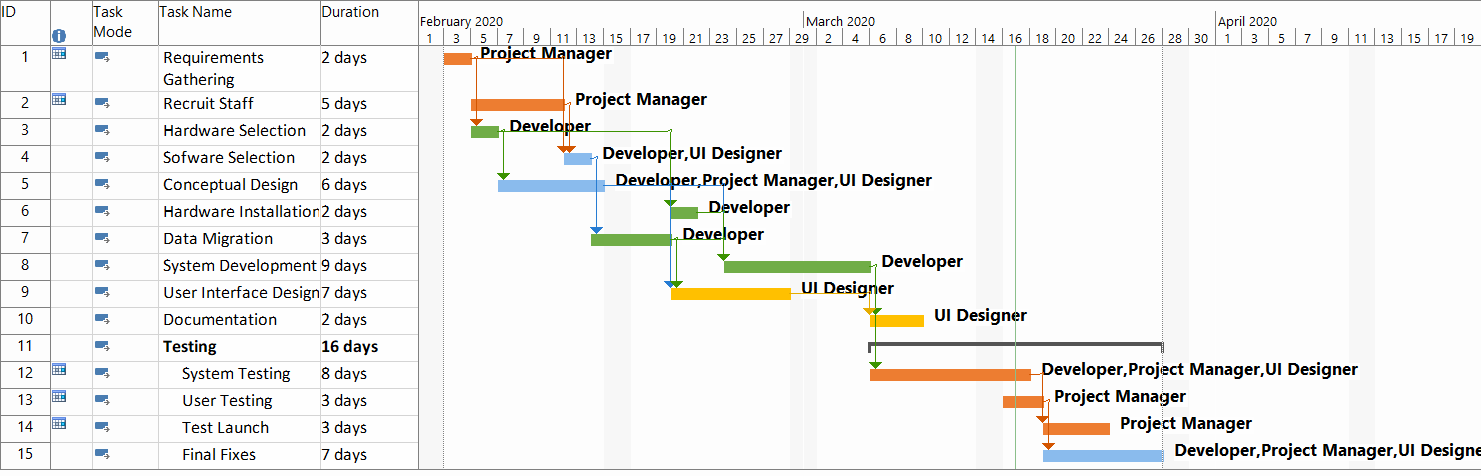 ID Task Mode Task Name Duration
February 2020 March 2020 April 2020
1 3 5 7 9 11 13 15 17 19 21 23 25 27 29 2 4 6 8 10 12 14 16 18 20 22 24 26 28 30 1 3 5 7 9 11 13 15 17 19
1 Requirements Gathering 2 days Project Manager
2 Recruit Staff 5 days Project Manager
3 Hardware Selection 2 days Developer
4 Sofware Selection 2 days Developer,UI Designer
5 Conceptual Design 6 days Developer,Project Manager,UI Designer
6 Hardware Installation 2 days Developer
7 Data Migration 3 days Developer
8 System Development 9 days Developer
9 User Interface Design 7 days UI Designer
10 Documentation 2 days UI Designer
11 Testing 16 days
12 System Testing 8 days Developer,Project Manager,UI Designer
13 User Testing 3 days Project Manager
14 Test Launch 3 days Project Manager
15 Final Fixes 7 days Developer,Project Manager,UI Designe